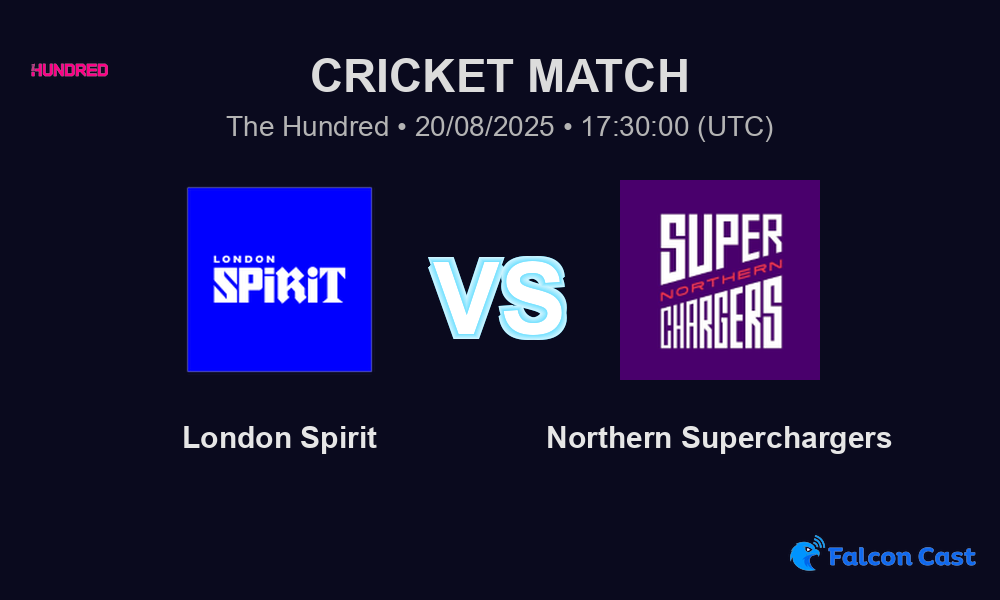 HUNDRED
CRICKET MATCH
The Hundred • 20/08/2025 • 17:30:00 (UTC)
LONDON
SPIRIT
VS
SUPER
NORTHERN
CHARGERS
London Spirit
Northern Superchargers
Falcon Cast